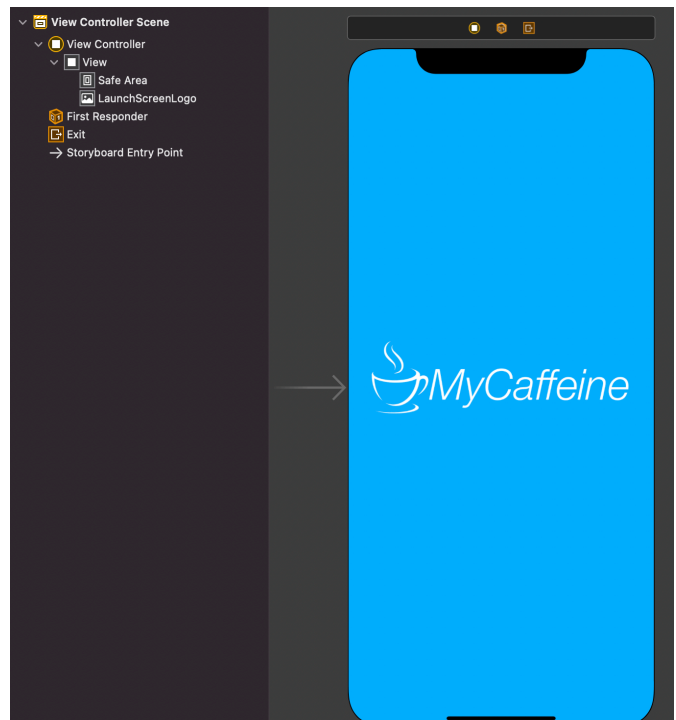 View Controller Scene
View Controller
View
Safe Area
LaunchScreenLogo
First Responder
Exit
Storyboard Entry Point
MyCaffeine